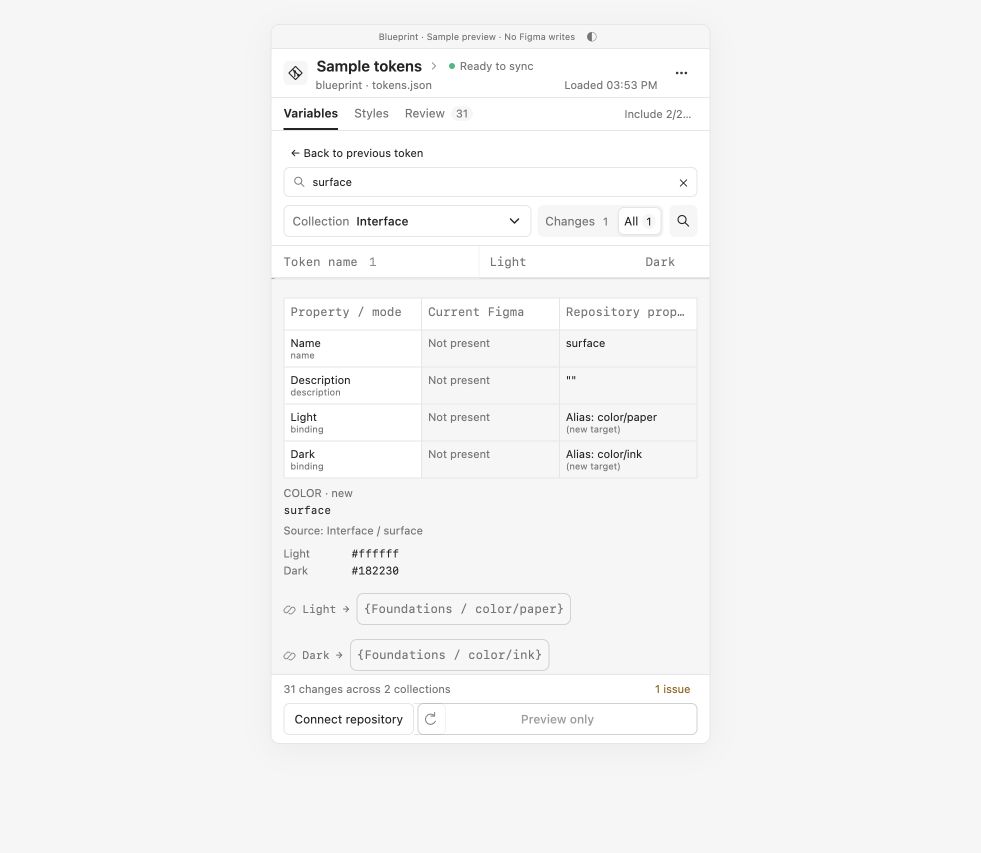 Blueprint · Sample preview · No Figma writes
Sample tokens
Ready to sync
blueprint · tokens.json
Loaded 03:53 PM
Variables Styles Review 31 Include 2/2…
← Back to previous token
surface
Collection Interface Changes 1 All 1
Token name 1 Light Dark
Property / mode Current Figma Repository prop…
Name Not present surface
name
Description Not present ""
description
Light Not present Alias: color/paper
binding (new target)
Dark Not present Alias: color/ink
binding (new target)
COLOR · new
surface
Source: Interface / surface
Light #ffffff
Dark #182230
Light → {Foundations / color/paper}
Dark → {Foundations / color/ink}
31 changes across 2 collections 1 issue
Connect repository Preview only